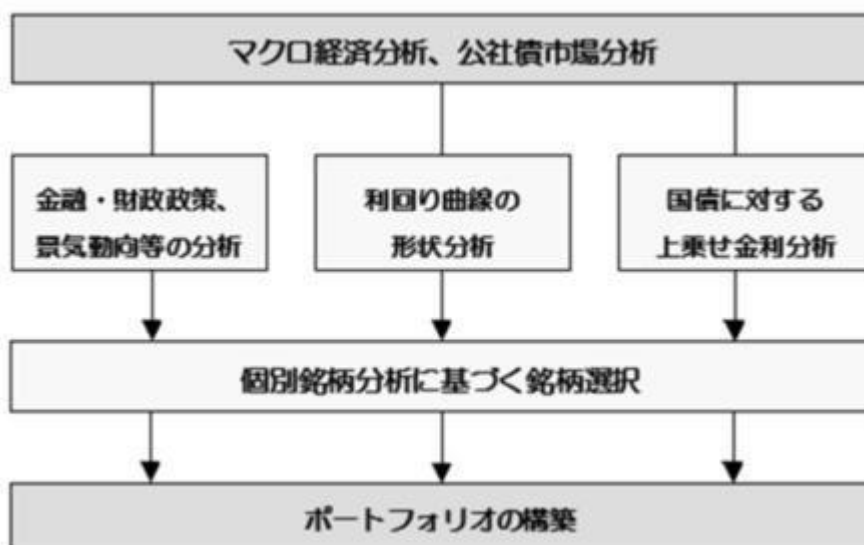 マクロ経済分析、公社債市場分析
金融・財政政策、
景気動向等の分析
利回り曲線の
形状分析
国債に対する
上乗せ金利分析
個別銘柄分析に基づく銘柄選択
ポートフォリオの構築